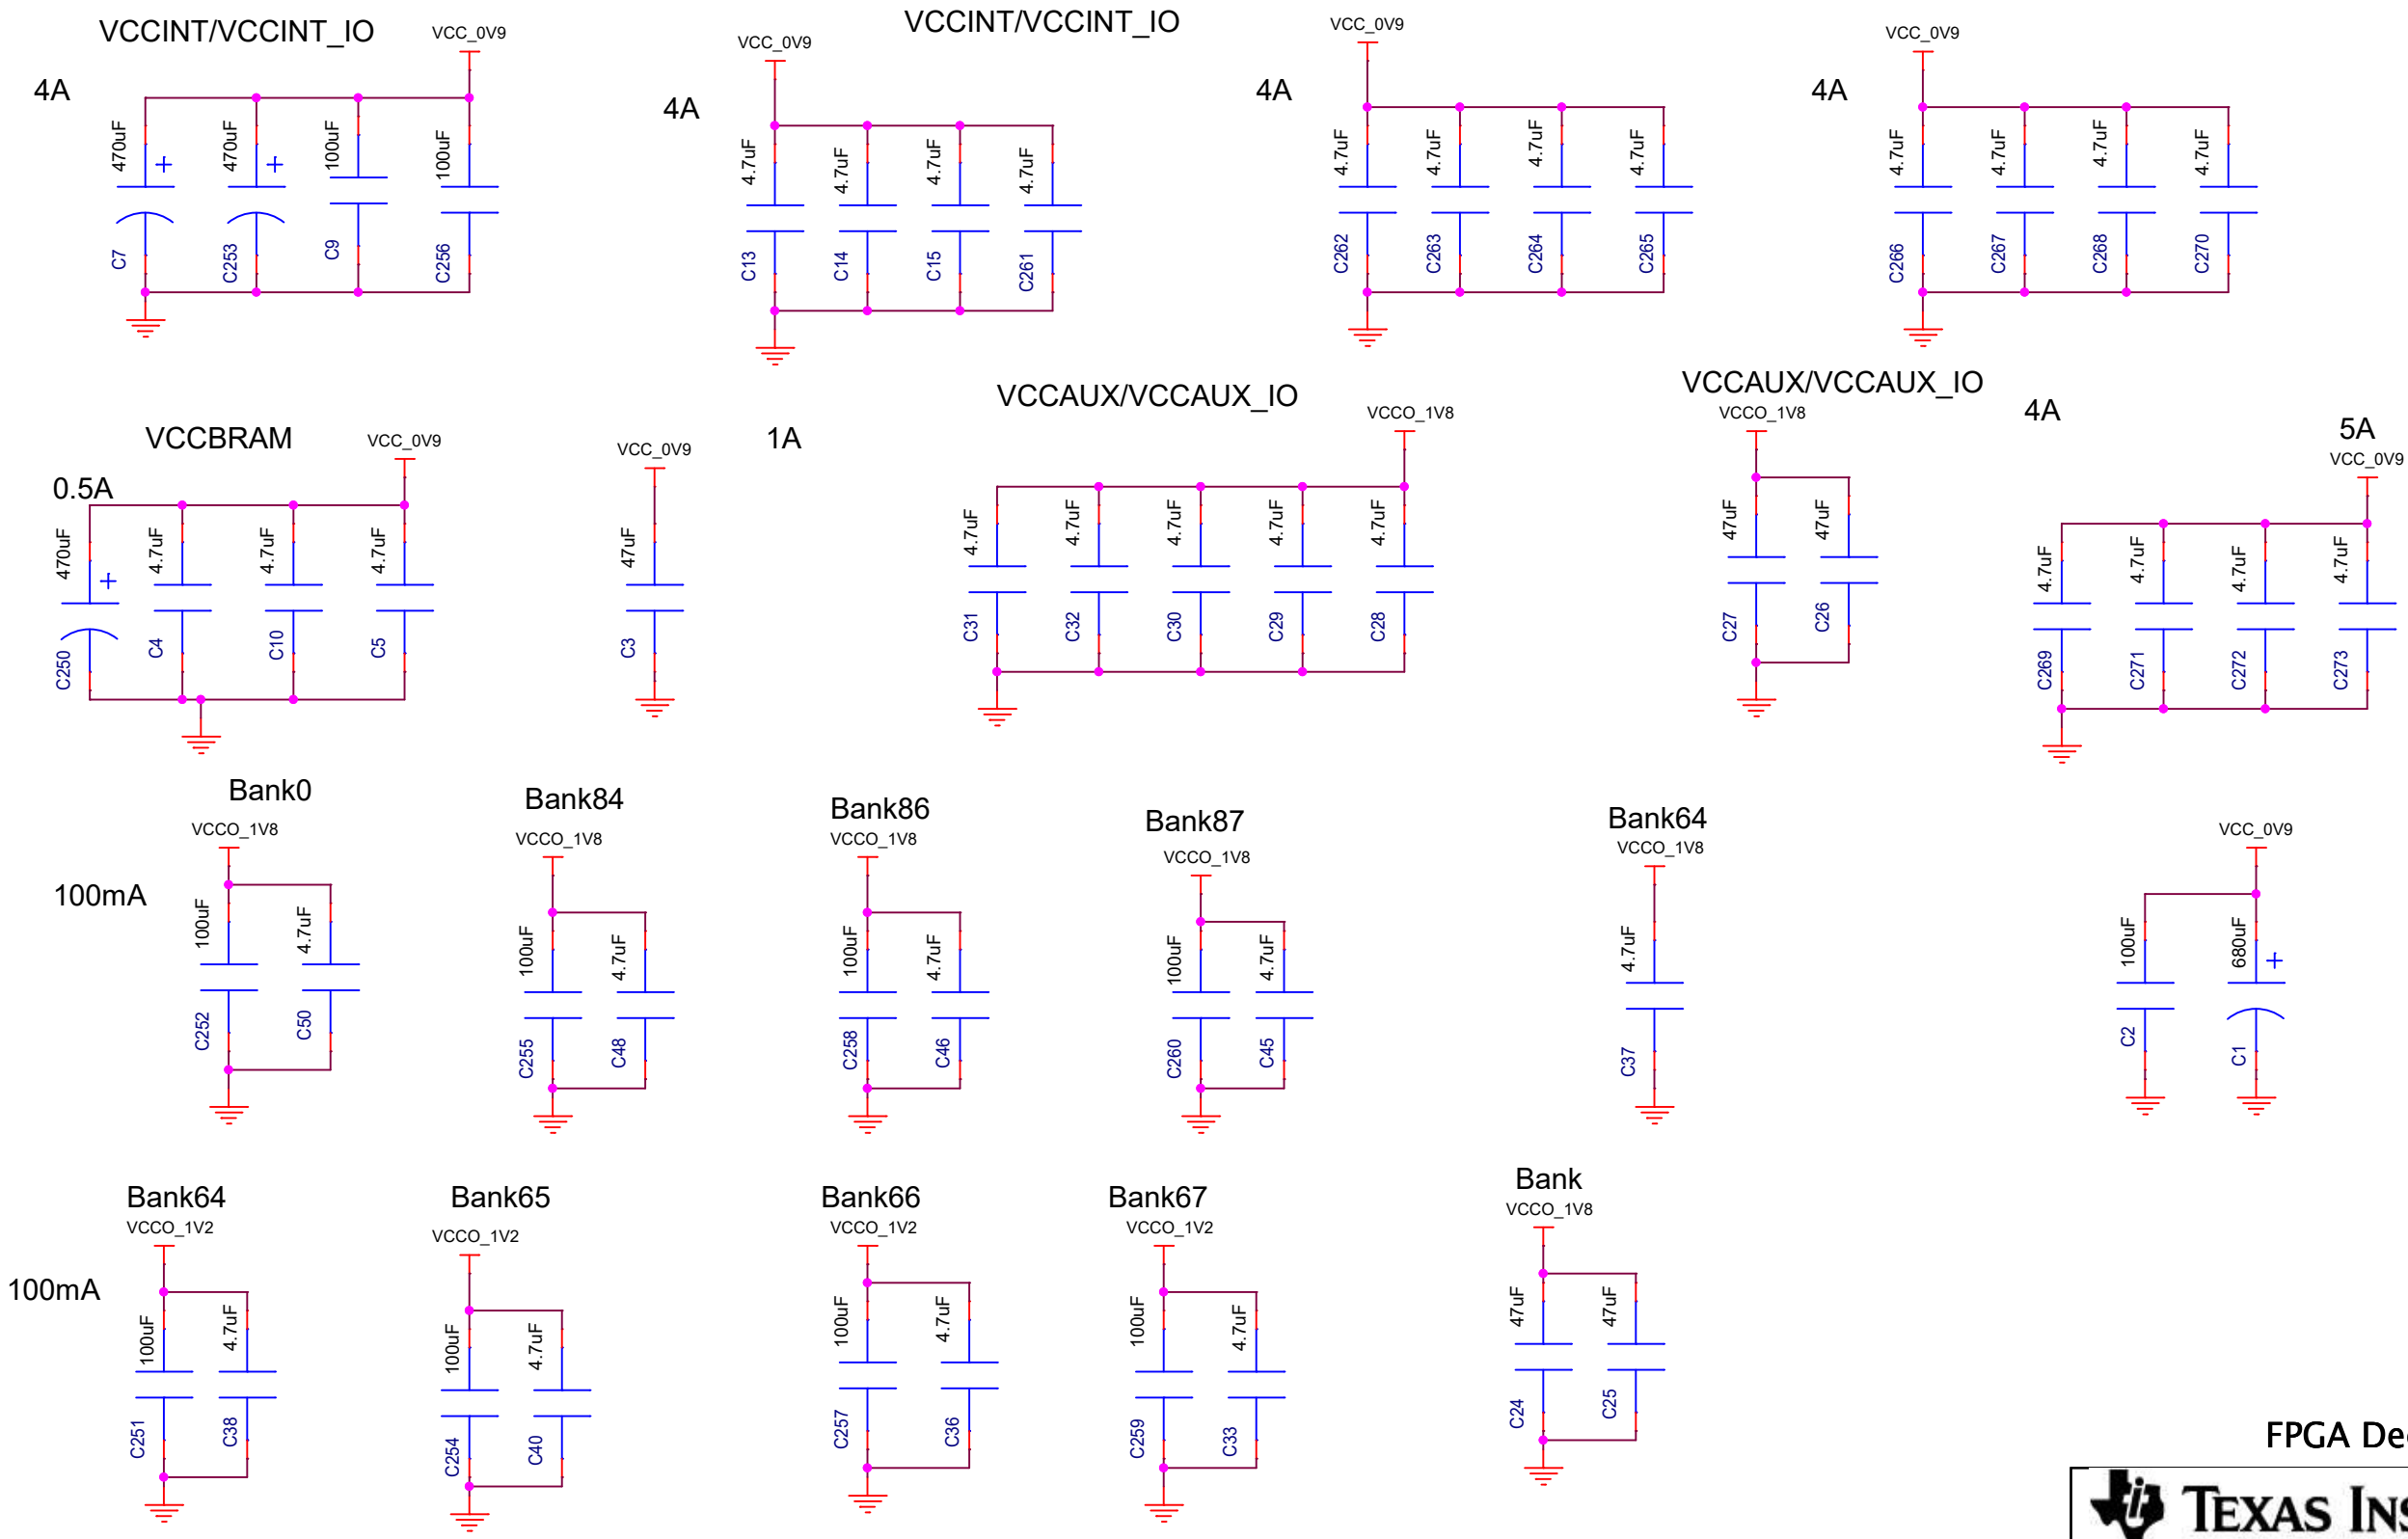 VCCINT/VCCINT_IO
VCC_0V9
4A
470uF
470uF
100uF
100uF
+
+
C7
C253
C9
C256
VCCINT/VCCINT_IO
VCC_0V9
4A
4.7uF
4.7uF
4.7uF
4.7uF
C13
C14
C15
C261
VCC_0V9
4A
4.7uF
4.7uF
4.7uF
4.7uF
C262
C263
C264
C265
VCC_0V9
4A
4.7uF
4.7uF
4.7uF
4.7uF
C266
C267
C268
C270
VCCBRAM
VCC_0V9
0.5A
470uF
4.7uF
4.7uF
4.7uF
+
C250
C4
C10
C5
VCC_0V9
47uF
C3
1A
VCCAUX/VCCAUX_IO
VCCO_1V8
4.7uF
4.7uF
4.7uF
4.7uF
4.7uF
C31
C32
C30
C29
C28
VCCAUX/VCCAUX_IO
VCCO_1V8
47uF
47uF
C27
C26
4A
5A
VCC_0V9
4.7uF
4.7uF
4.7uF
4.7uF
C269
C271
C272
C273
Bank0
VCCO_1V8
100mA
100uF
4.7uF
C252
C50
Bank84
VCCO_1V8
100uF
4.7uF
C255
C48
Bank86
VCCO_1V8
100uF
4.7uF
C258
C46
Bank87
VCCO_1V8
100uF
4.7uF
C260
C45
Bank64
VCCO_1V8
4.7uF
C37
VCC_0V9
100uF
680uF
+
C2
C1
Bank64
VCCO_1V2
100mA
100uF
4.7uF
C251
C38
Bank65
VCCO_1V2
100uF
4.7uF
C254
C40
Bank66
VCCO_1V2
100uF
4.7uF
C257
C36
Bank67
VCCO_1V2
100uF
4.7uF
C259
C33
Bank
VCCO_1V8
47uF
47uF
C24
C25
FPGA
TEXAS